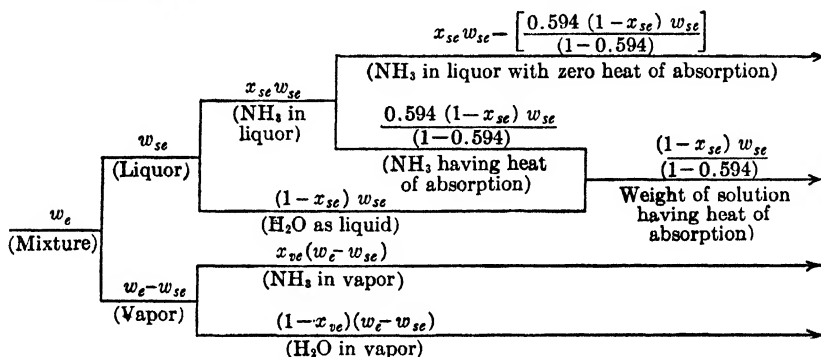 x_{se} w_{se} − [ 0.594 (1−x_{se}) w_{se} / (1−0.594) ]
(NH₃ in liquor with zero heat of absorption)
x_{se} w_{se}
(NH₃ in
liquor)
0.594 (1−x_{se}) w_{se}
(1−0.594)
(NH₃ having heat
of absorption)
(1−x_{se}) w_{se}
(1−0.594)
Weight of solution
having heat of
absorption)
w_{se}
(Liquor)
(1−x_{se}) w_{se}
(H₂O as liquid)
w_e
(Mixture)
x_{ve}(w_e−w_{se})
(NH₃ in vapor)
w_e−w_{se}
(Vapor)
(1−x_{ve})(w_e−w_{se})
(H₂O in vapor)